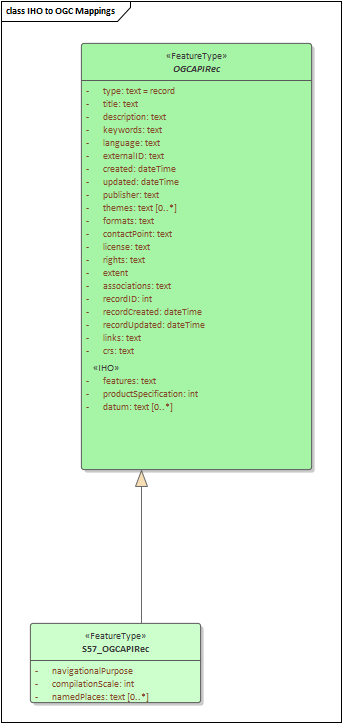 class IHO to OGC Mappings
«FeatureType»
OGCAPIRec
- type: text = record
- title: text
- description: text
- keywords: text
- language: text
- externalID: text
- created: dateTime
- updated: dateTime
- publisher: text
- themes: text [0..*]
- formats: text
- contactPoint: text
- license: text
- rights: text
- extent
- associations: text
- recordID: int
- recordCreated: dateTime
- recordUpdated: dateTime
- links: text
- crs: text
«IHO»
- features: text
- productSpecification: int
- datum: text [0..*]
«FeatureType»
S57_OGCAPIRec
- navigationalPurpose
- compilationScale: int
- namedPlaces: text [0..*]